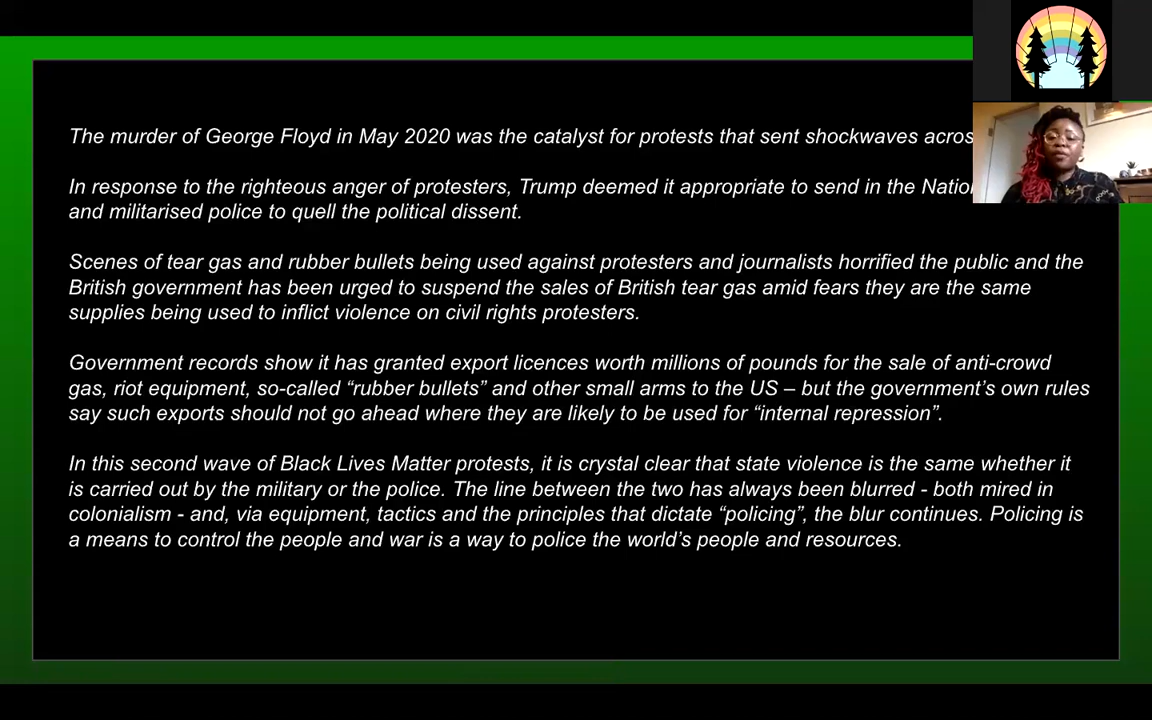 The murder of George Floyd in May 2020 was the catalyst for protests that sent shockwaves
In response to the righteous anger of protesters, Trump deemed it appropriate to send in the
and militarised police to quell the political dissent.
Scenes of tear gas and rubber bullets being used against protesters and journalists horrified the public and the
British government has been urged to suspend the sales of British tear gas amid fears they are the same
supplies being used to inflict violence on civil rights protesters.
Government records show it has granted export licences worth millions of pounds for the sale of anti-crowd
gas, riot equipment, so-called “rubber bullets” and other small arms to the US – but the government’s own rules
say such exports should not go ahead where they are likely to be used for “internal repression”.
In this second wave of Black Lives Matter protests, it is crystal clear that state violence is the same whether it
is carried out by the military or the police. The line between the two has always been blurred - both mired in
colonialism - and, via equipment, tactics and the principles that dictate “policing”, the blur continues. Policing is
a means to control the people and war is a way to police the world’s people and resources.